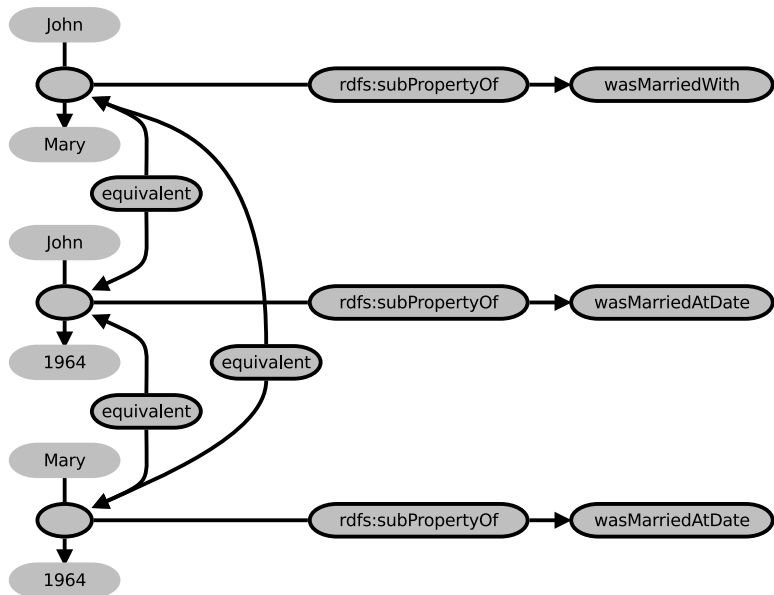 John
rdfs:subPropertyOf
wasMarriedWith
Mary
equivalent
John
rdfs:subPropertyOf
wasMarriedAtDate
1964
equivalent
equivalent
Mary
rdfs:subPropertyOf
wasMarriedAtDate
1964